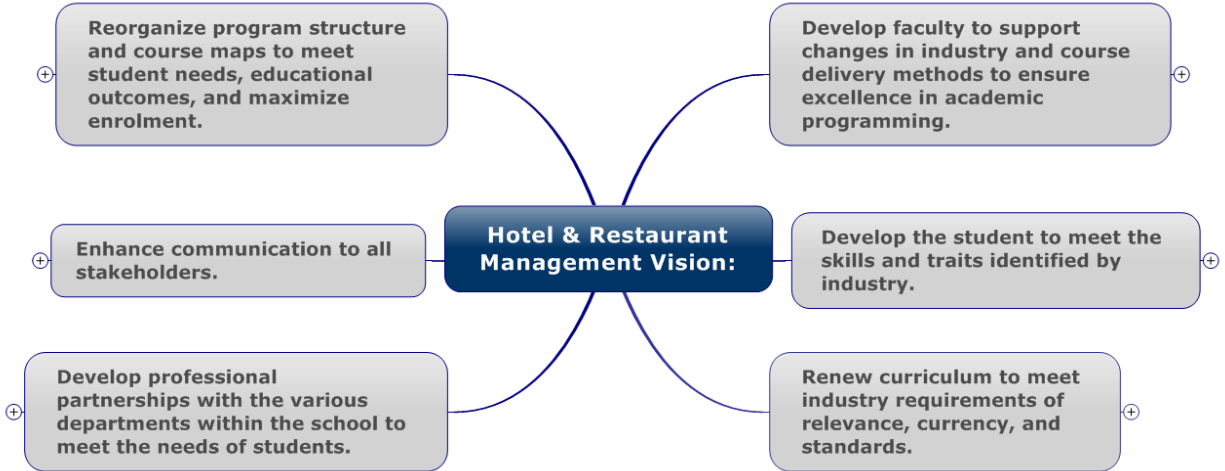 Reorganize program structure
and course maps to meet
student needs, educational
outcomes, and maximize
enrolment.
Develop faculty to support
changes in industry and course
delivery methods to ensure
excellence in academic
programming.
Enhance communication to all
stakeholders.
Hotel & Restaurant
Management Vision:
Develop the student to meet the
skills and traits identified by
industry.
Develop professional
partnerships with the various
departments within the school to
meet the needs of students.
Renew curriculum to meet
industry requirements of
relevance, currency, and
standards.